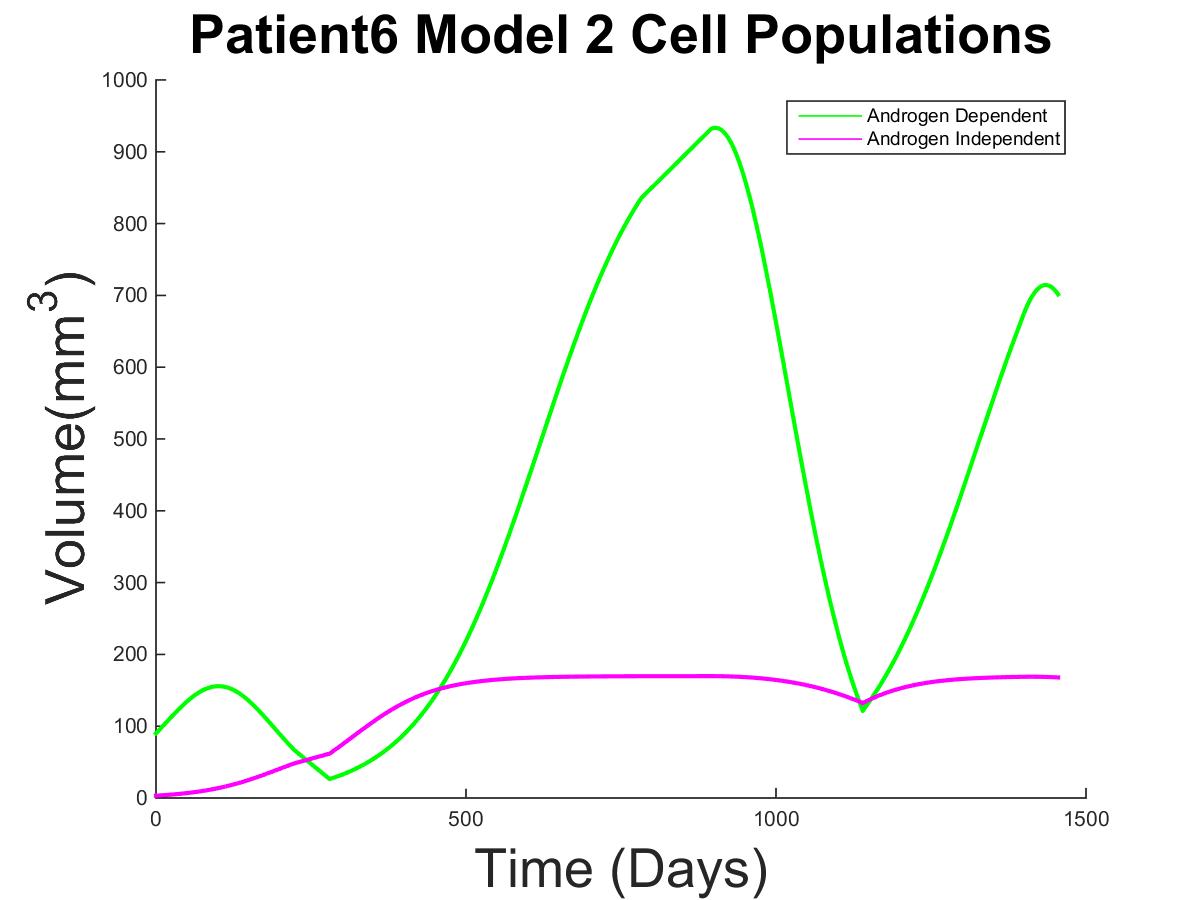 Patient6 Model 2 Cell Populations
1000
900
800
700
600
500
400
300
200
100
0
Volume(mm³)
Androgen Dependent
Androgen Independent
0 500 1000 1500
Time (Days)